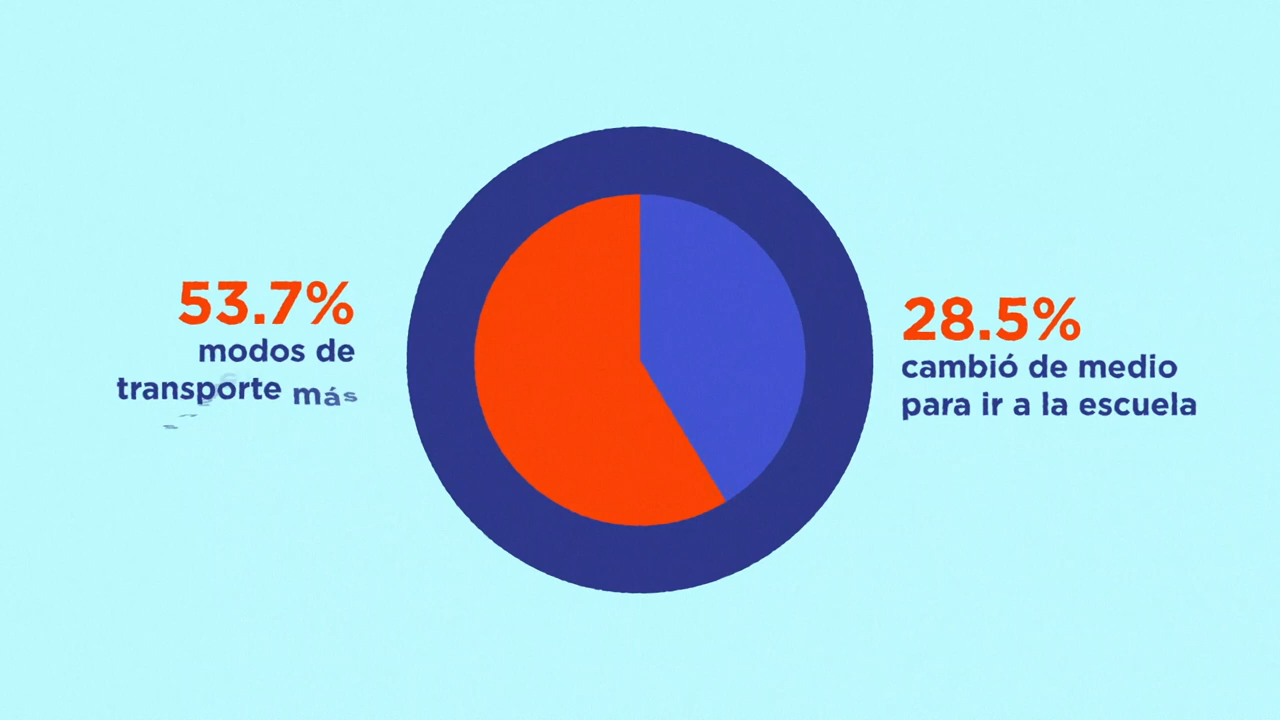 53.7%
modos de
transporte más
28.5%
cambió de medio
para ir a la escuela